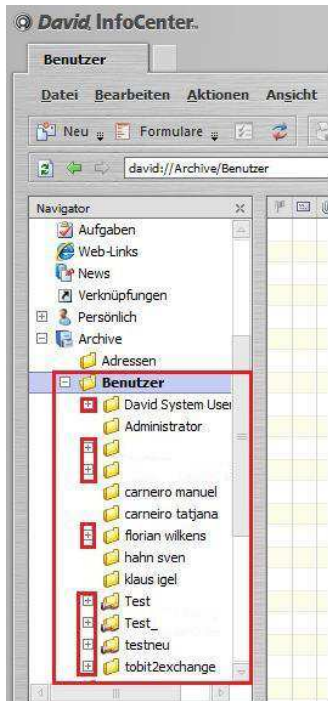 David. InfoCenter.
Benutzer
Datei Bearbeiten Aktionen Ansicht
Neu Formulare
david://Archive/Benutzer
Navigator
Aufgaben
Web-Links
News
Verknüpfungen
Persönlich
Archive
Adressen
Benutzer
David System User
Administrator
carneiro manuel
carneiro tatjana
florian wilkens
hahn sven
klaus igel
Test
Test_
testneu
tobit2exchange